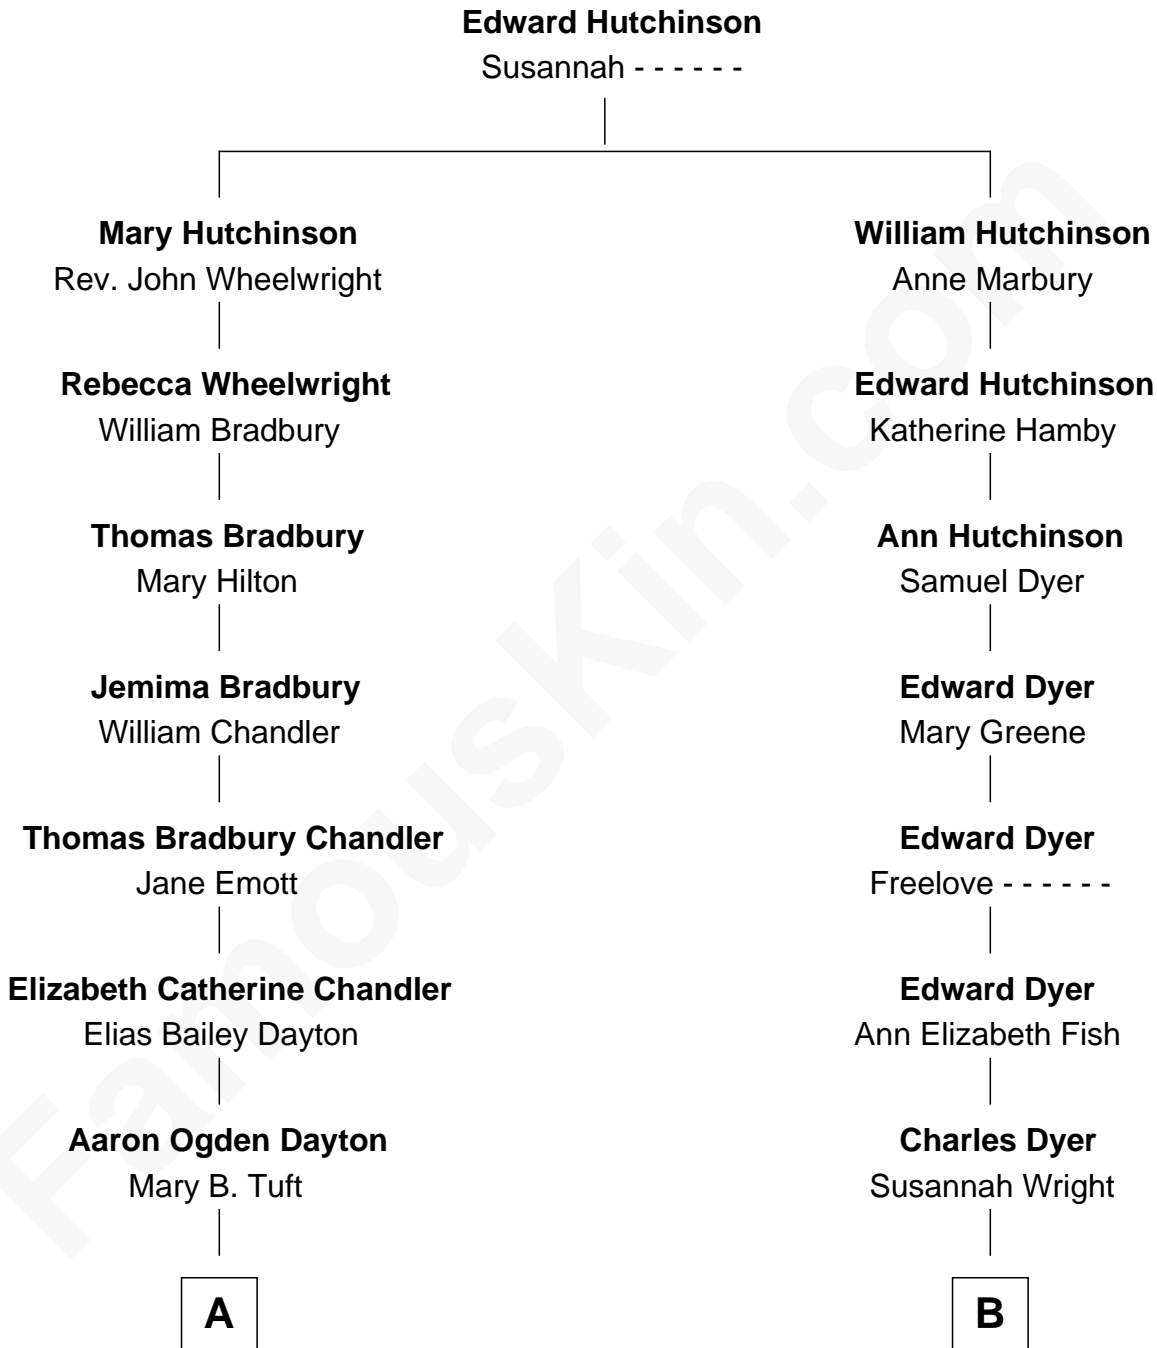 Edward Hutchinson
Susannah - - - - - -
Mary Hutchinson
Rev. John Wheelwright
William Hutchinson
Anne Marbury
Rebecca Wheelwright
William Bradbury
Edward Hutchinson
Katherine Hamby
Thomas Bradbury
Mary Hilton
Ann Hutchinson
Samuel Dyer
Jemima Bradbury
William Chandler
Edward Dyer
Mary Greene
Thomas Bradbury Chandler
Jane Emott
Edward Dyer
Freelove - - - - - -
Elizabeth Catherine Chandler
Elias Bailey Dayton
Edward Dyer
Ann Elizabeth Fish
Aaron Ogden Dayton
Mary B. Tuft
Charles Dyer
Susannah Wright
A
B
FamousKin.com